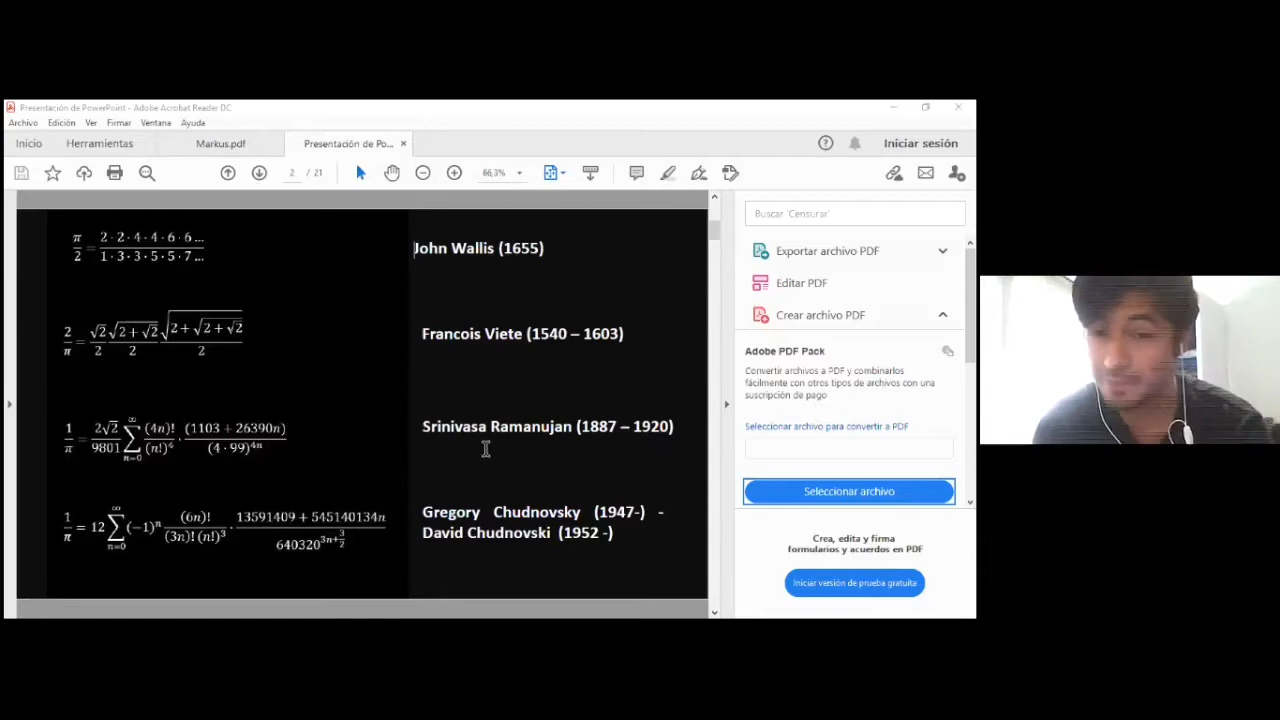 Presentación de PowerPoint - Adobe Acrobat Reader DC
Archivo Edición Ver Firmar Ventana Ayuda
Inicio Herramientas Markus.pdf Presentación de Po... × Iniciar sesión
2 / 21 66,3%
π/2 = (2 · 2 · 4 · 4 · 6 · 6 ...)/(1 · 3 · 3 · 5 · 5 · 7 ...) John Wallis (1655)
2/π = √2/2 √(2 + √2)/2 √(2 + √(2 + √2))/2 Francois Viete (1540 – 1603)
1/π = 2√2/9801 ∑_{n=0}^{∞} (4n)!/(n!)^4 · (1103 + 26390n)/(4 · 99)^{4n} Srinivasa Ramanujan (1887 – 1920)
1/π = 12 ∑_{n=0}^{∞} (−1)^n (6n)!/((3n)! (n!)^3) · (13591409 + 545140134n)/640320^{3n+3/2} Gregory Chudnovsky (1947-) -
David Chudnovski (1952 -)
Buscar 'Censurar'
Exportar archivo PDF
Editar PDF
Crear archivo PDF
Adobe PDF Pack
Convertir archivos a PDF y combinarlos
fácilmente con otros tipos de archivos con una
suscripción de pago
Seleccionar archivo para convertir a PDF
Seleccionar archivo
Crea, edita y firma
formularios y acuerdos en PDF
Iniciar versión de prueba gratuita